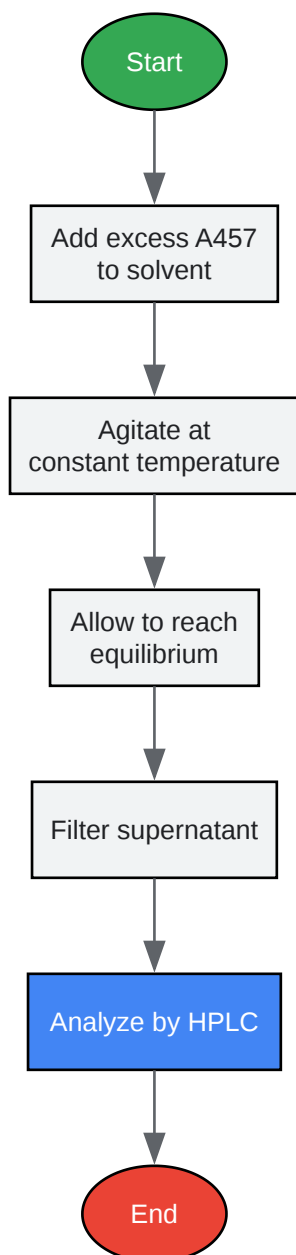 Start
Add excess A457
to solvent
Agitate at
constant temperature
Allow to reach
equilibrium
Filter supernatant
Analyze by HPLC
End